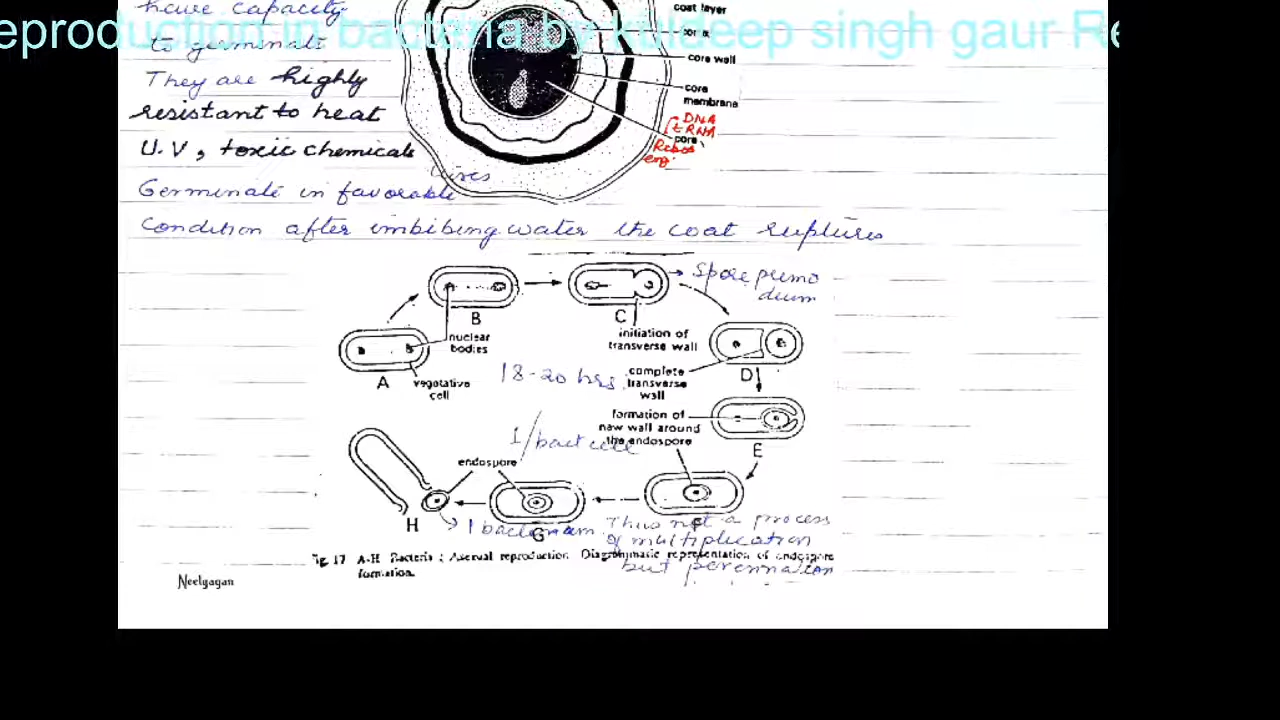 have capacity
eproduction in bacteria by kuldeep singh gaur Re
to germinate
They are highly
resistant to heat
U.V, toxic chemicals
Germinate in favorable
Condition after imbibing water the coat ruptures
coat layer
core wall
core
membrane
DNA
RNA
core
Spore primo
dium
B
C
nuclear
bodies
initiation of
transverse wall
A
vegetative
cell
18-20 hrs.
complete
transverse
wall
D
formation of
new wall around
the endospore
E
1/bact cell
endospore
H
G
F
1 bacterium
Thus not a process
of multiplication
but perennation
Fig 17 A-H Bacteria : Asexual reproduction. Diagrammatic representation of endospore
formation.
Neelgagan